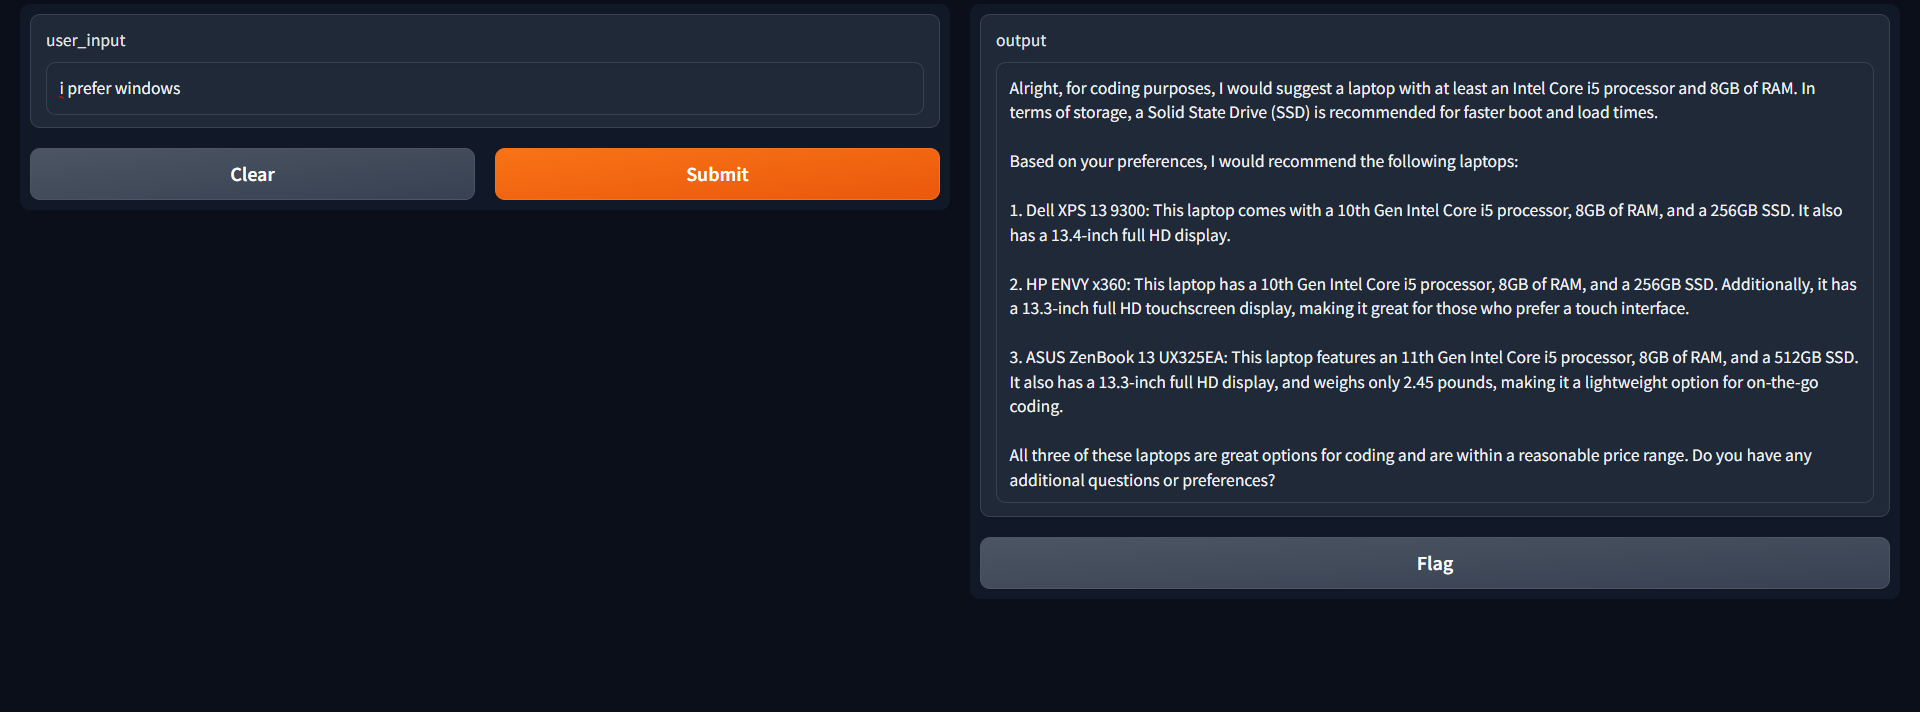 user_input
i prefer windows
Clear
Submit
output
Alright, for coding purposes, I would suggest a laptop with at least an Intel Core i5 processor and 8GB of RAM. In
terms of storage, a Solid State Drive (SSD) is recommended for faster boot and load times.
Based on your preferences, I would recommend the following laptops:
1. Dell XPS 13 9300: This laptop comes with a 10th Gen Intel Core i5 processor, 8GB of RAM, and a 256GB SSD. It also
has a 13.4-inch full HD display.
2. HP ENVY x360: This laptop has a 10th Gen Intel Core i5 processor, 8GB of RAM, and a 256GB SSD. Additionally, it has
a 13.3-inch full HD touchscreen display, making it great for those who prefer a touch interface.
3. ASUS ZenBook 13 UX325EA: This laptop features an 11th Gen Intel Core i5 processor, 8GB of RAM, and a 512GB SSD.
It also has a 13.3-inch full HD display, and weighs only 2.45 pounds, making it a lightweight option for on-the-go
coding.
All three of these laptops are great options for coding and are within a reasonable price range. Do you have any
additional questions or preferences?
Flag